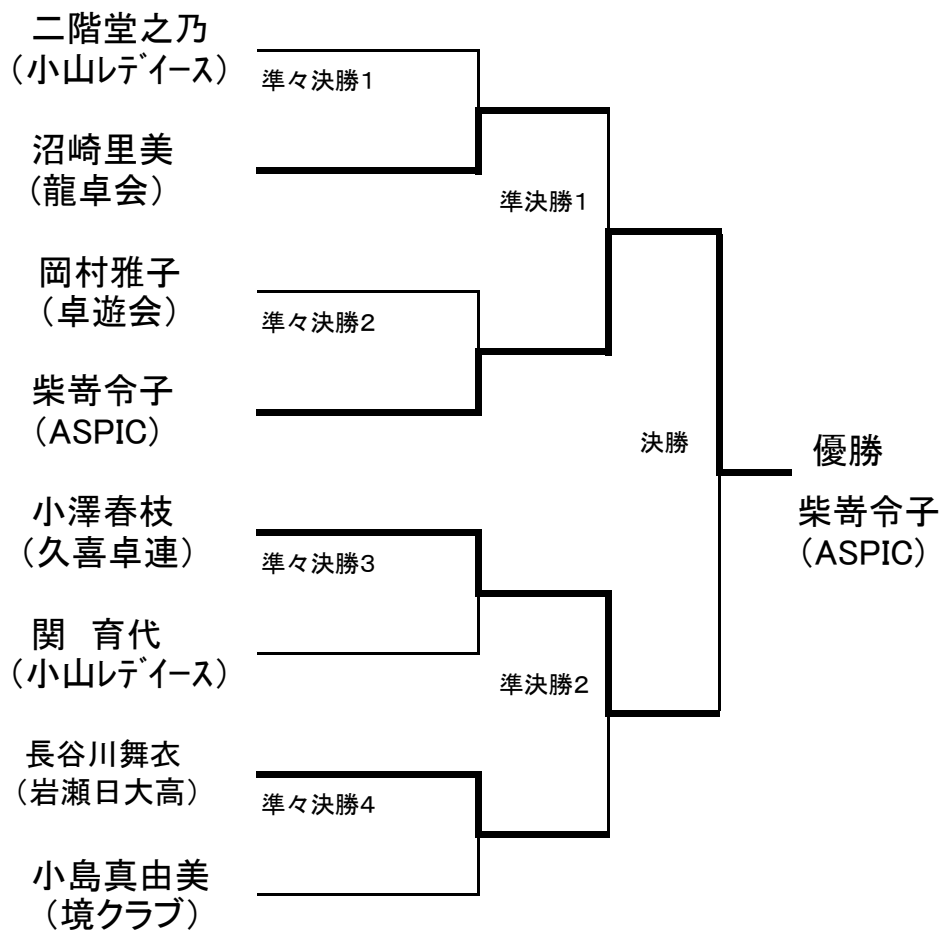 二階堂之乃
（小山ﾚﾃﾞｲｰｽ）
準々決勝1
沼崎里美
（龍卓会）
準決勝1
岡村雅子
（卓遊会）
準々決勝2
柴嵜令子
（ASPIC）
決勝
優勝
柴嵜令子
（ASPIC）
小澤春枝
（久喜卓連）
準々決勝3
関　育代
（小山ﾚﾃﾞｲｰｽ）
準決勝2
長谷川舞衣
（岩瀬日大高）
準々決勝4
小島真由美
（境クラブ）